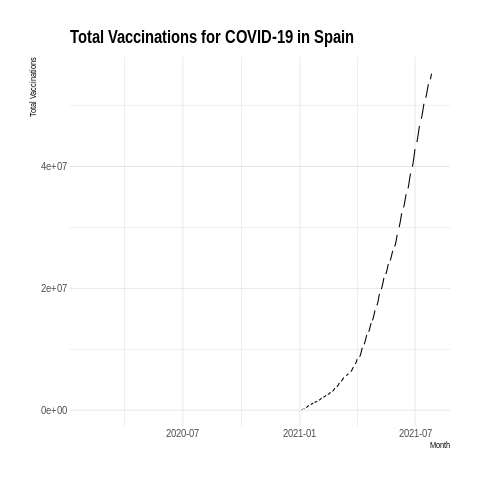 Total Vaccinations for COVID-19 in Spain
Total Vaccinations
4e+07
2e+07
0e+00
2020-07
2021-01
2021-07
Month